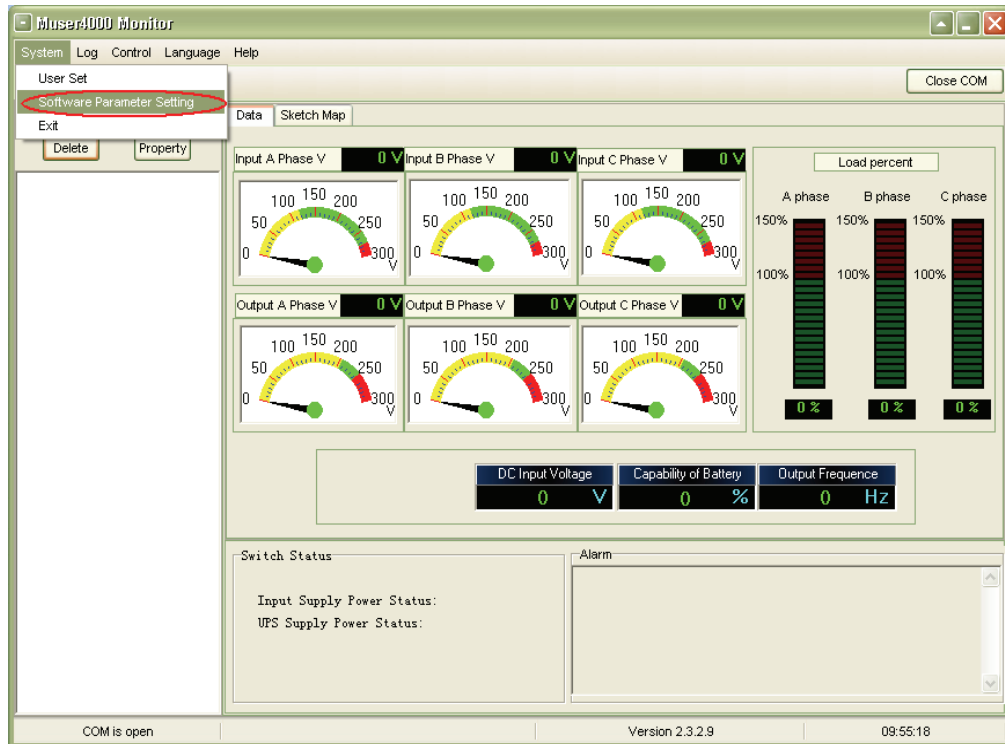 Muser4000 Monitor
System Log Control Language Help
User Set
Software Parameter Setting
Exit
Close COM
Delete Property
Data Sketch Map
Input A Phase V 0 V Input B Phase V 0 V Input C Phase V 0 V
0 50 100 150 200 250 300 V
0 50 100 150 200 250 300 V
0 50 100 150 200 250 300 V
Output A Phase V 0 V Output B Phase V 0 V Output C Phase V 0 V
0 50 100 150 200 250 300 V
0 50 100 150 200 250 300 V
0 50 100 150 200 250 300 V
Load percent
A phase B phase C phase
150% 150% 150%
100% 100% 100%
0 % 0 % 0 %
DC Input Voltage Capability of Battery Output Frequence
0 V 0 % 0 Hz
Switch Status
Input Supply Power Status:
UPS Supply Power Status:
Alarm
COM is open Version 2.3.2.9 09:55:18